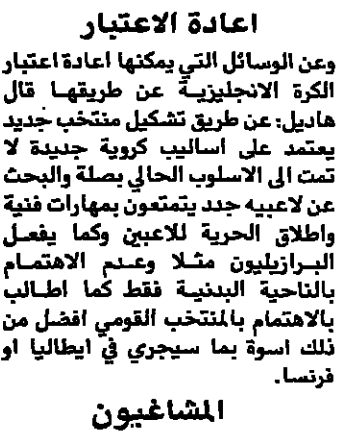 اعادة الاعتبار
وعن الوسائل التي يمكنها اعادة اعتبار
الكرة الانجليزية عن طريقها قال
هاديل: عن طريق تشكيل منتخب جديد
يعتمد على اساليب كروية جديدة لا
تمت الى الاسلوب الحالي بصلة والبحث
عن لاعبيه جدد يتمتعون بمهارات فنية
واطلاق الحرية للاعبين وكما يفعل
البرازيليون مثلا وعدم الاهتمام
بالناحية البدنية فقط كما اطالب
بالاهتمام بالمنتخب القومي افضل من
ذلك اسوة بما سيجري في ايطاليا او
فرنسا.
المشاغبون